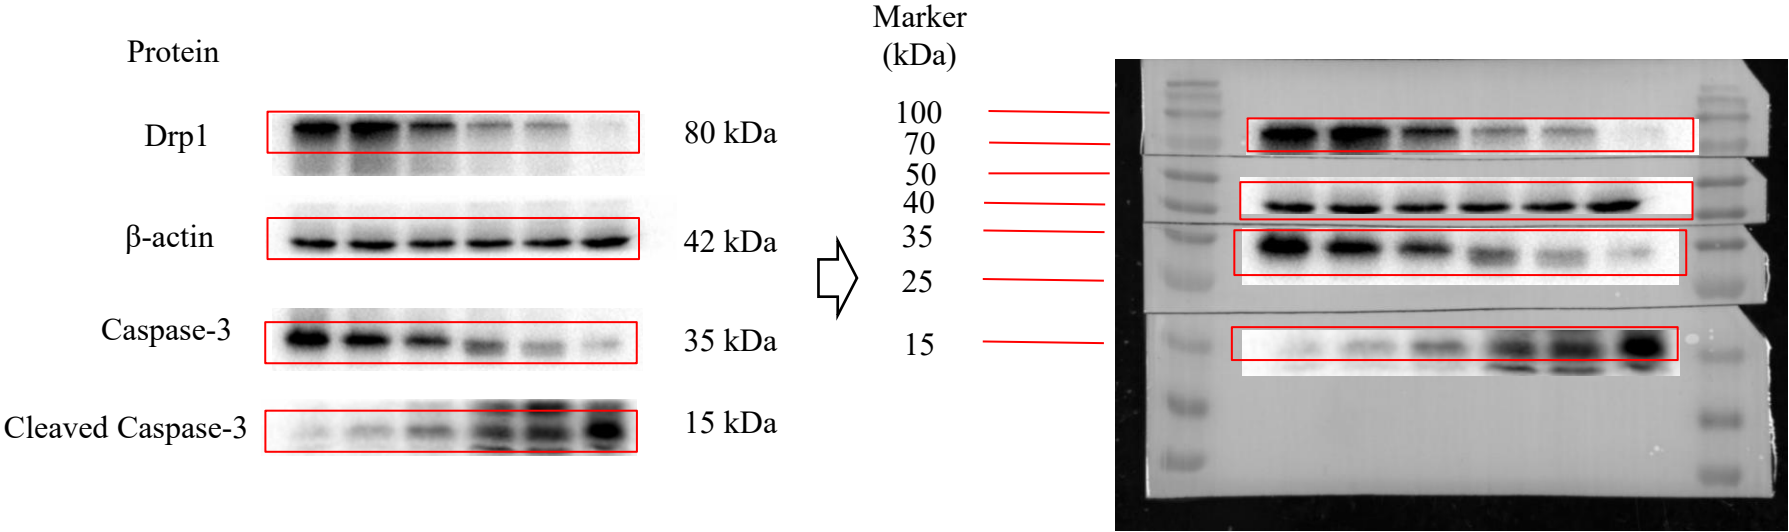 Protein
Drp1
80 kDa
β-actin
42 kDa
Caspase-3
35 kDa
Cleaved Caspase-3
15 kDa
Marker
(kDa)
100
70
50
40
35
25
15